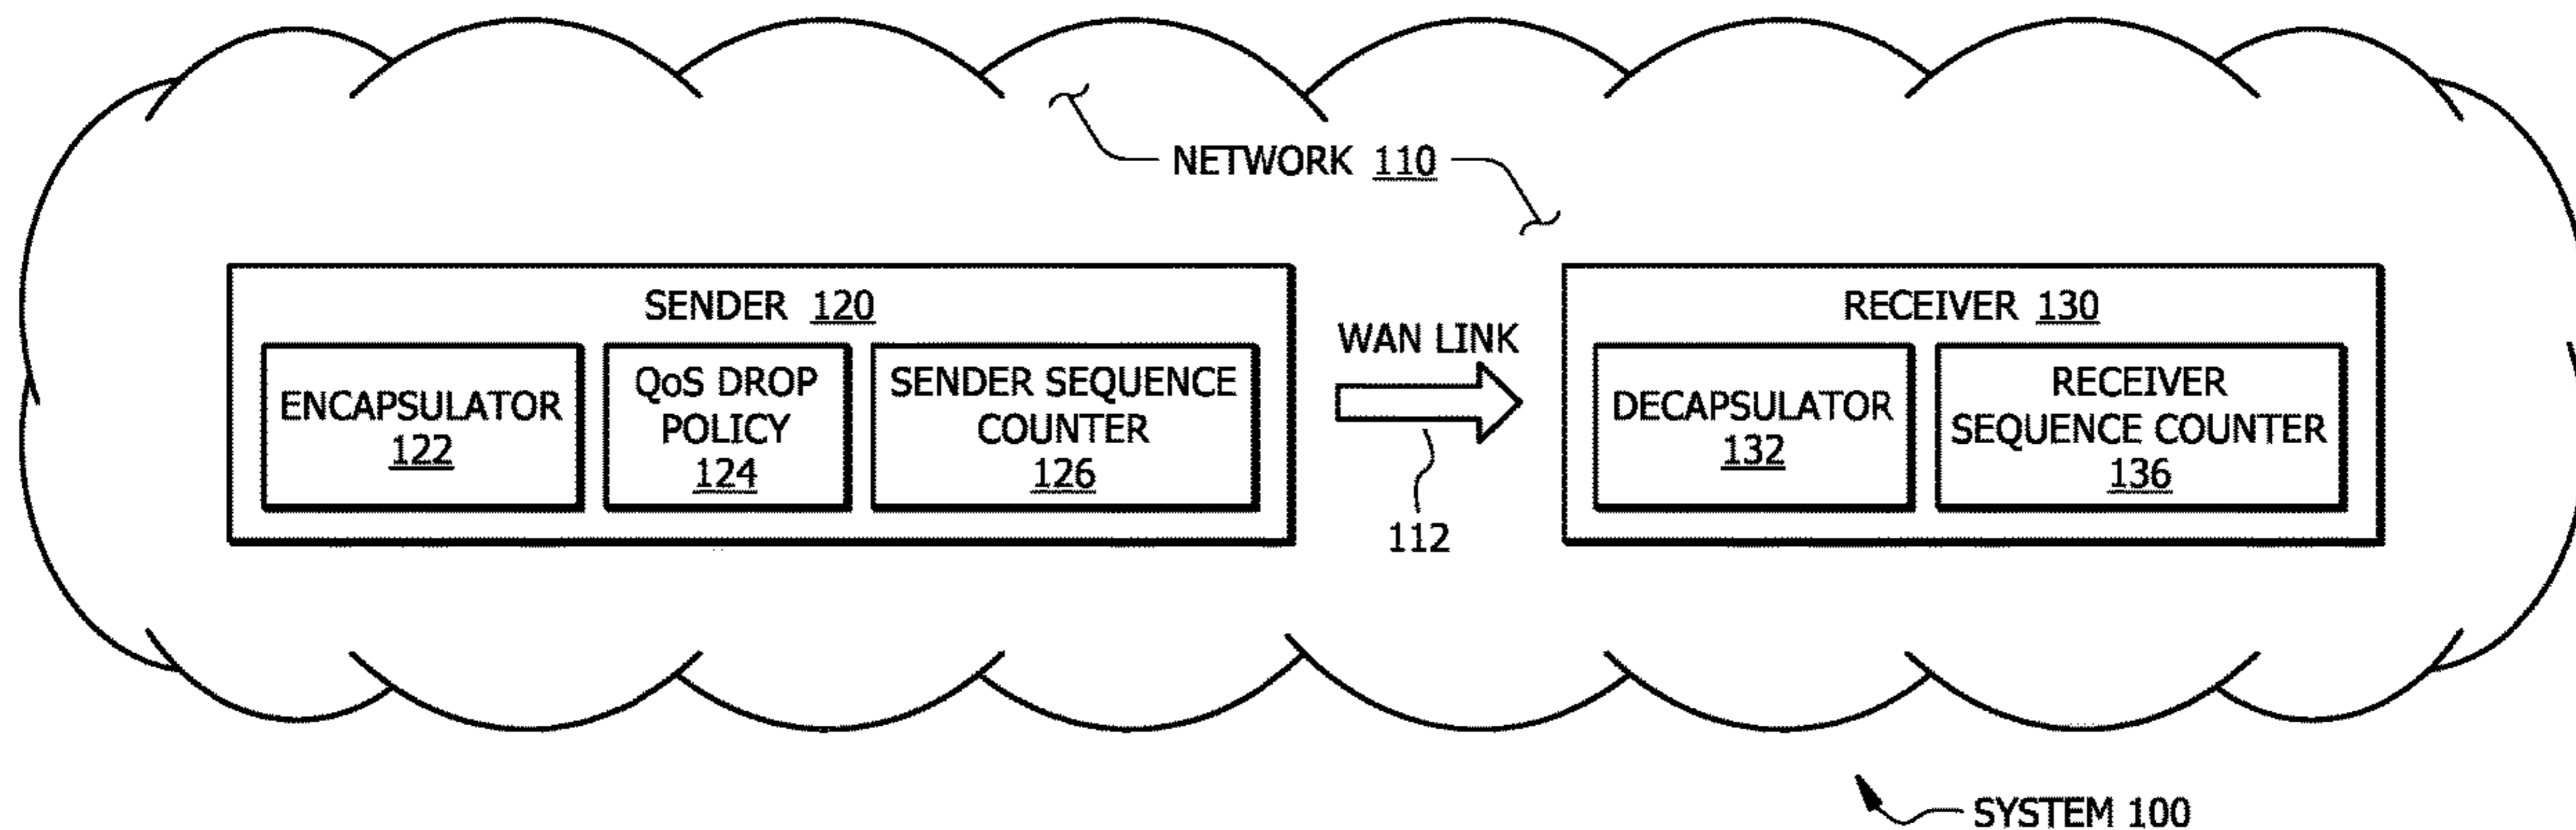 NETWORK 110
SENDER 120
ENCAPSULATOR
122
QoS DROP
POLICY
124
SENDER SEQUENCE
COUNTER
126
WAN LINK
112
RECEIVER 130
DECAPSULATOR
132
RECEIVER
SEQUENCE COUNTER
136
SYSTEM 100